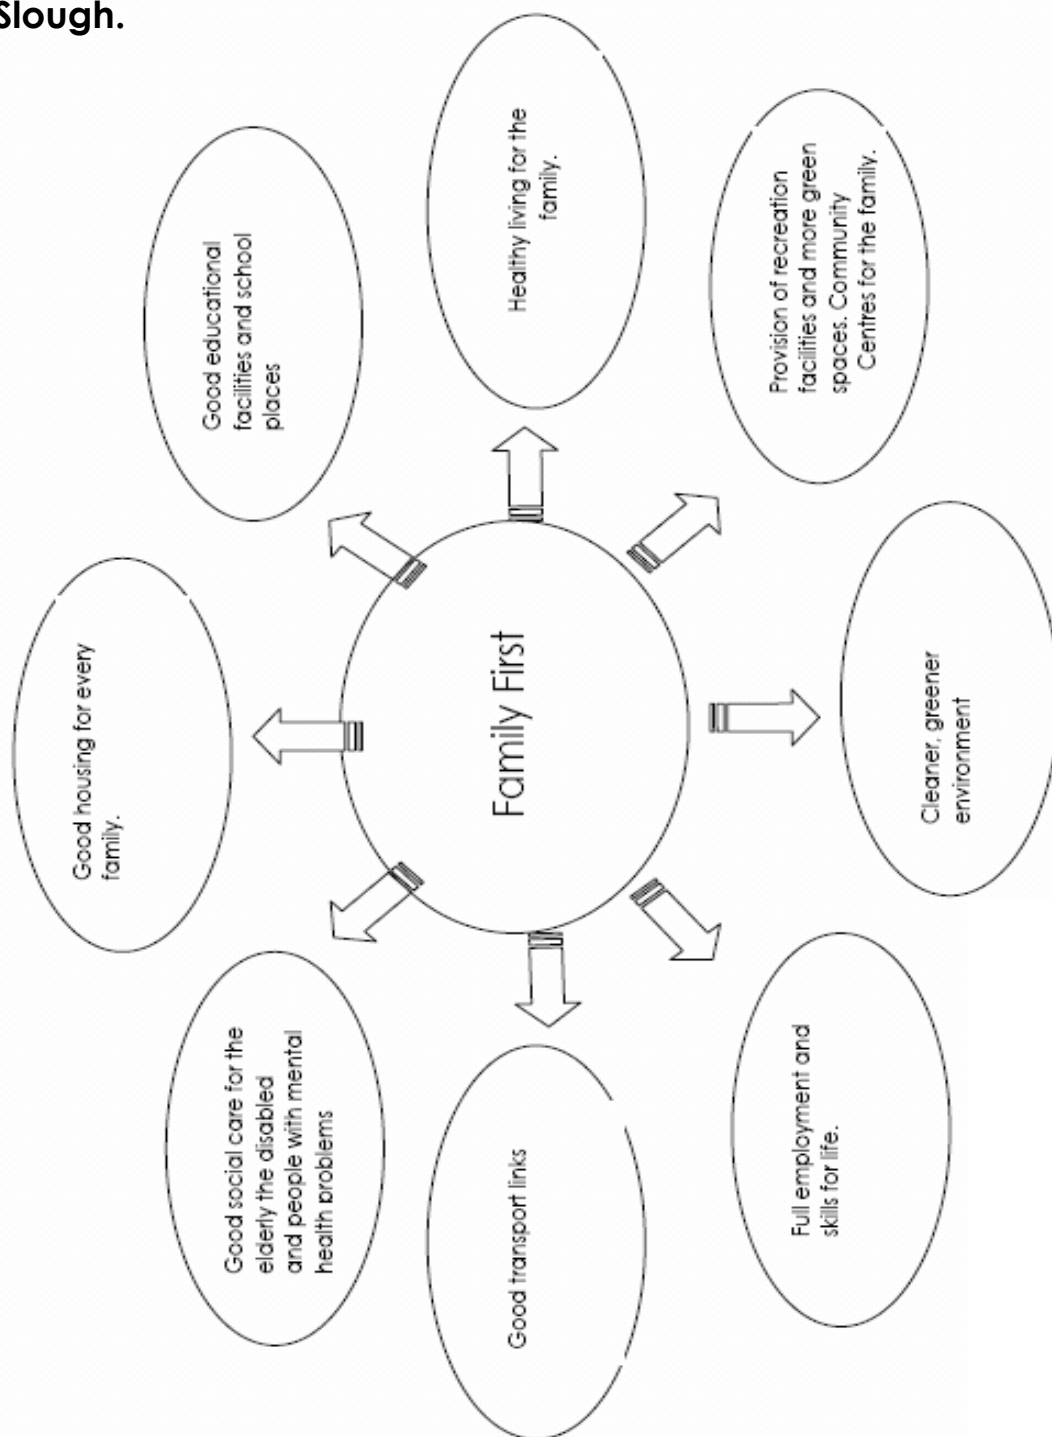 Slough.
Good housing for every
family.
Good educational
facilities and school
places
Healthy living for the
family.
Provision of recreation
facilities and more green
spaces. Community
Centres for the family.
Cleaner, greener
environment
Full employment and
skills for life.
Good transport links
Good social care for the
elderly the disabled
and people with mental
health problems
Family First